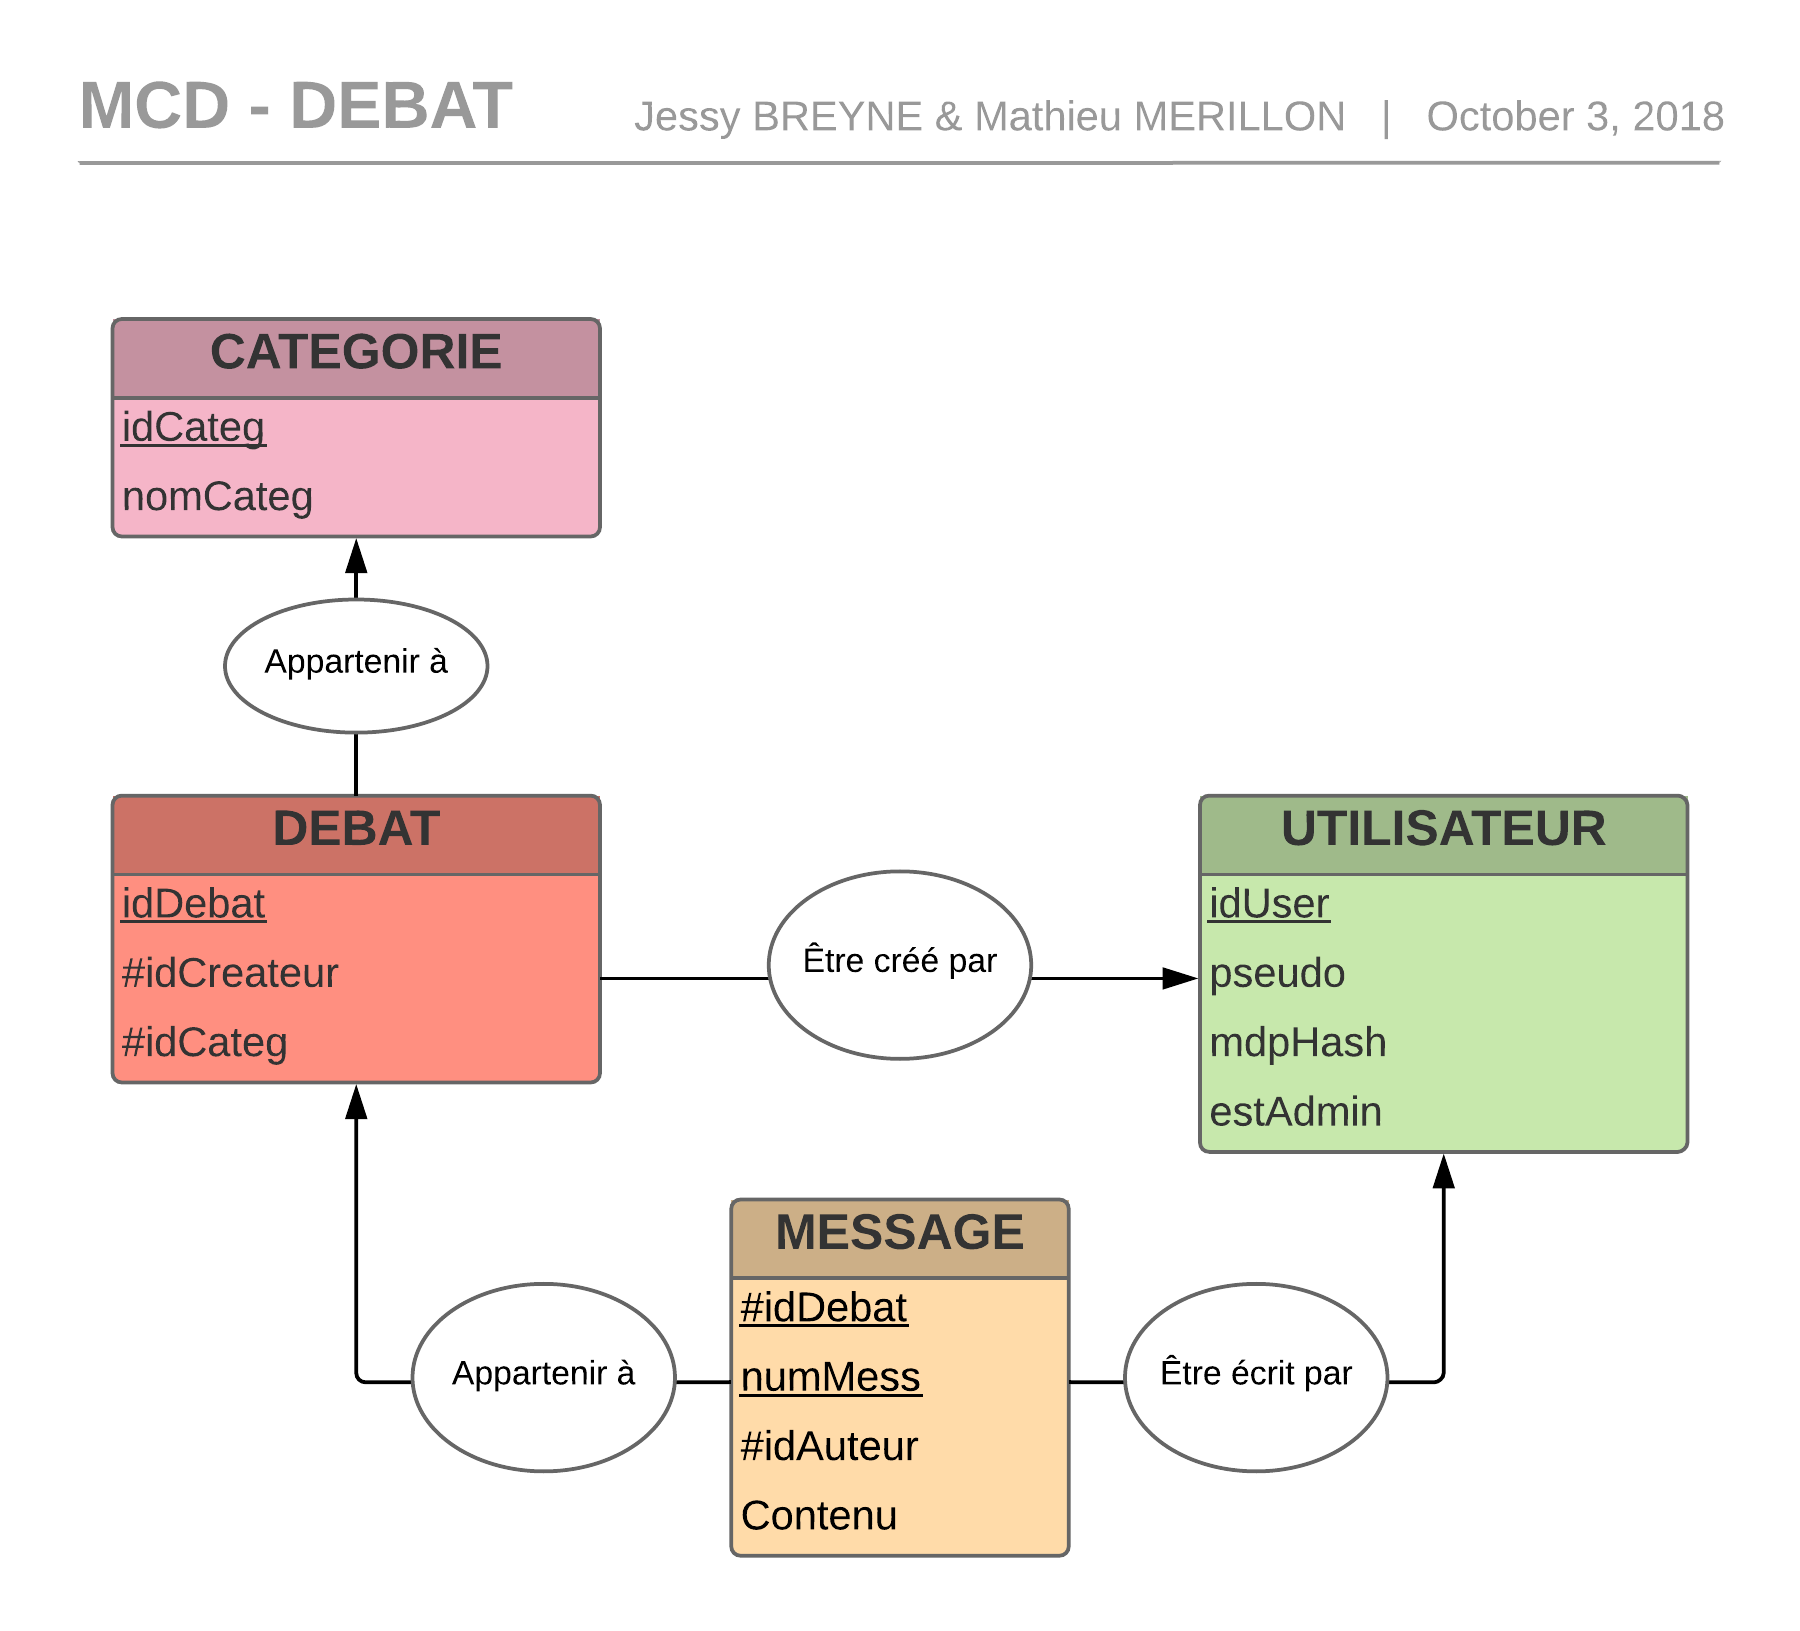 MCD - DEBAT
Jessy BREYNE & Mathieu MERILLON | October 3, 2018
CATEGORIE
idCateg
nomCateg
Appartenir à
DEBAT
idDebat
#idCreateur
#idCateg
Être créé par
UTILISATEUR
idUser
pseudo
mdpHash
estAdmin
Appartenir à
MESSAGE
#idDebat
numMess
#idAuteur
Contenu
Être écrit par